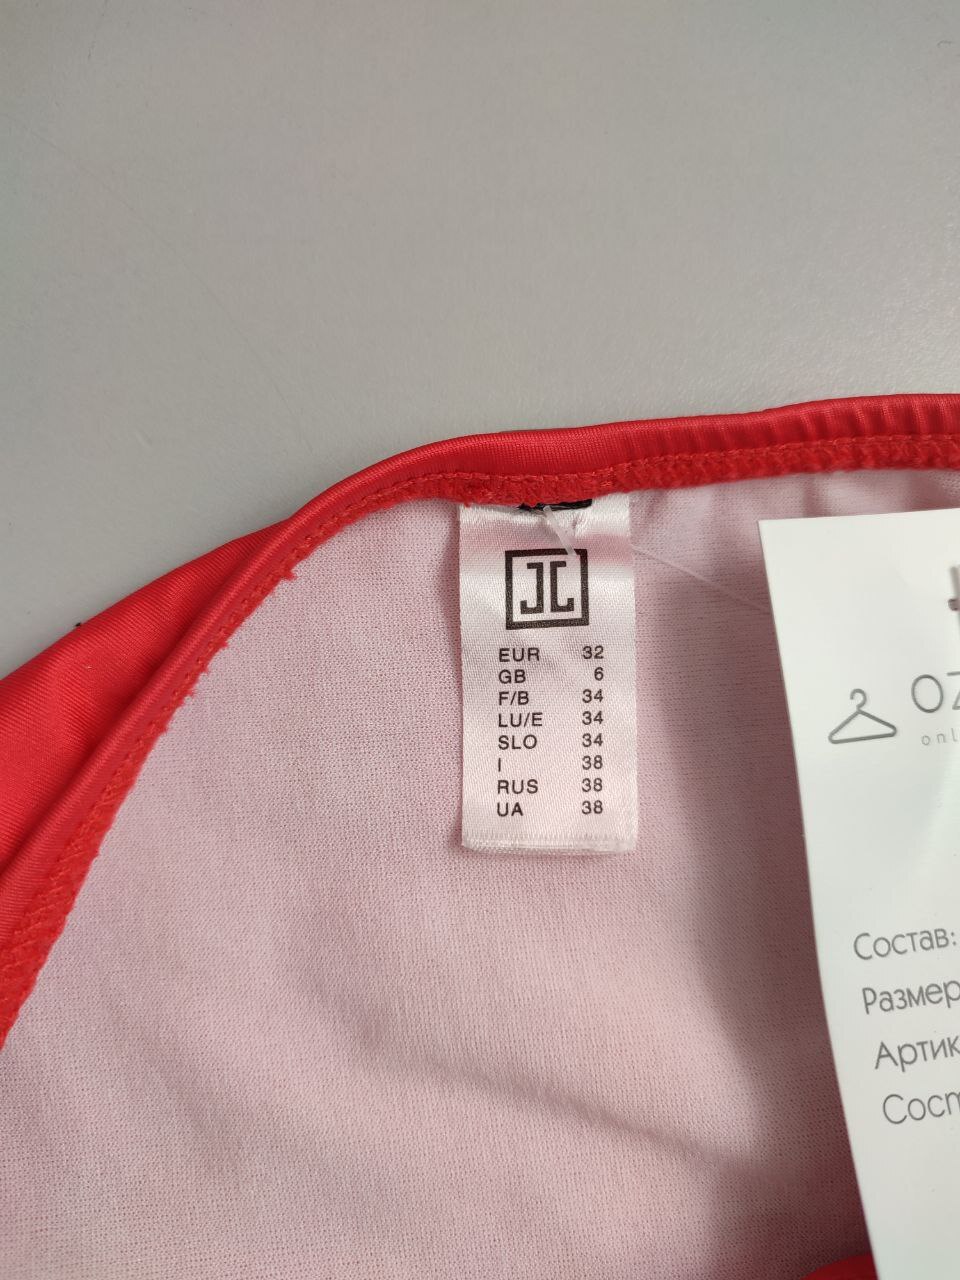 JL
EUR 32
GB 6
F/B 34
LU/E 34
SLO 34
I 38
RUS 38
UA 38
OZ
onl
Состав:
Размер
Артик
Сост